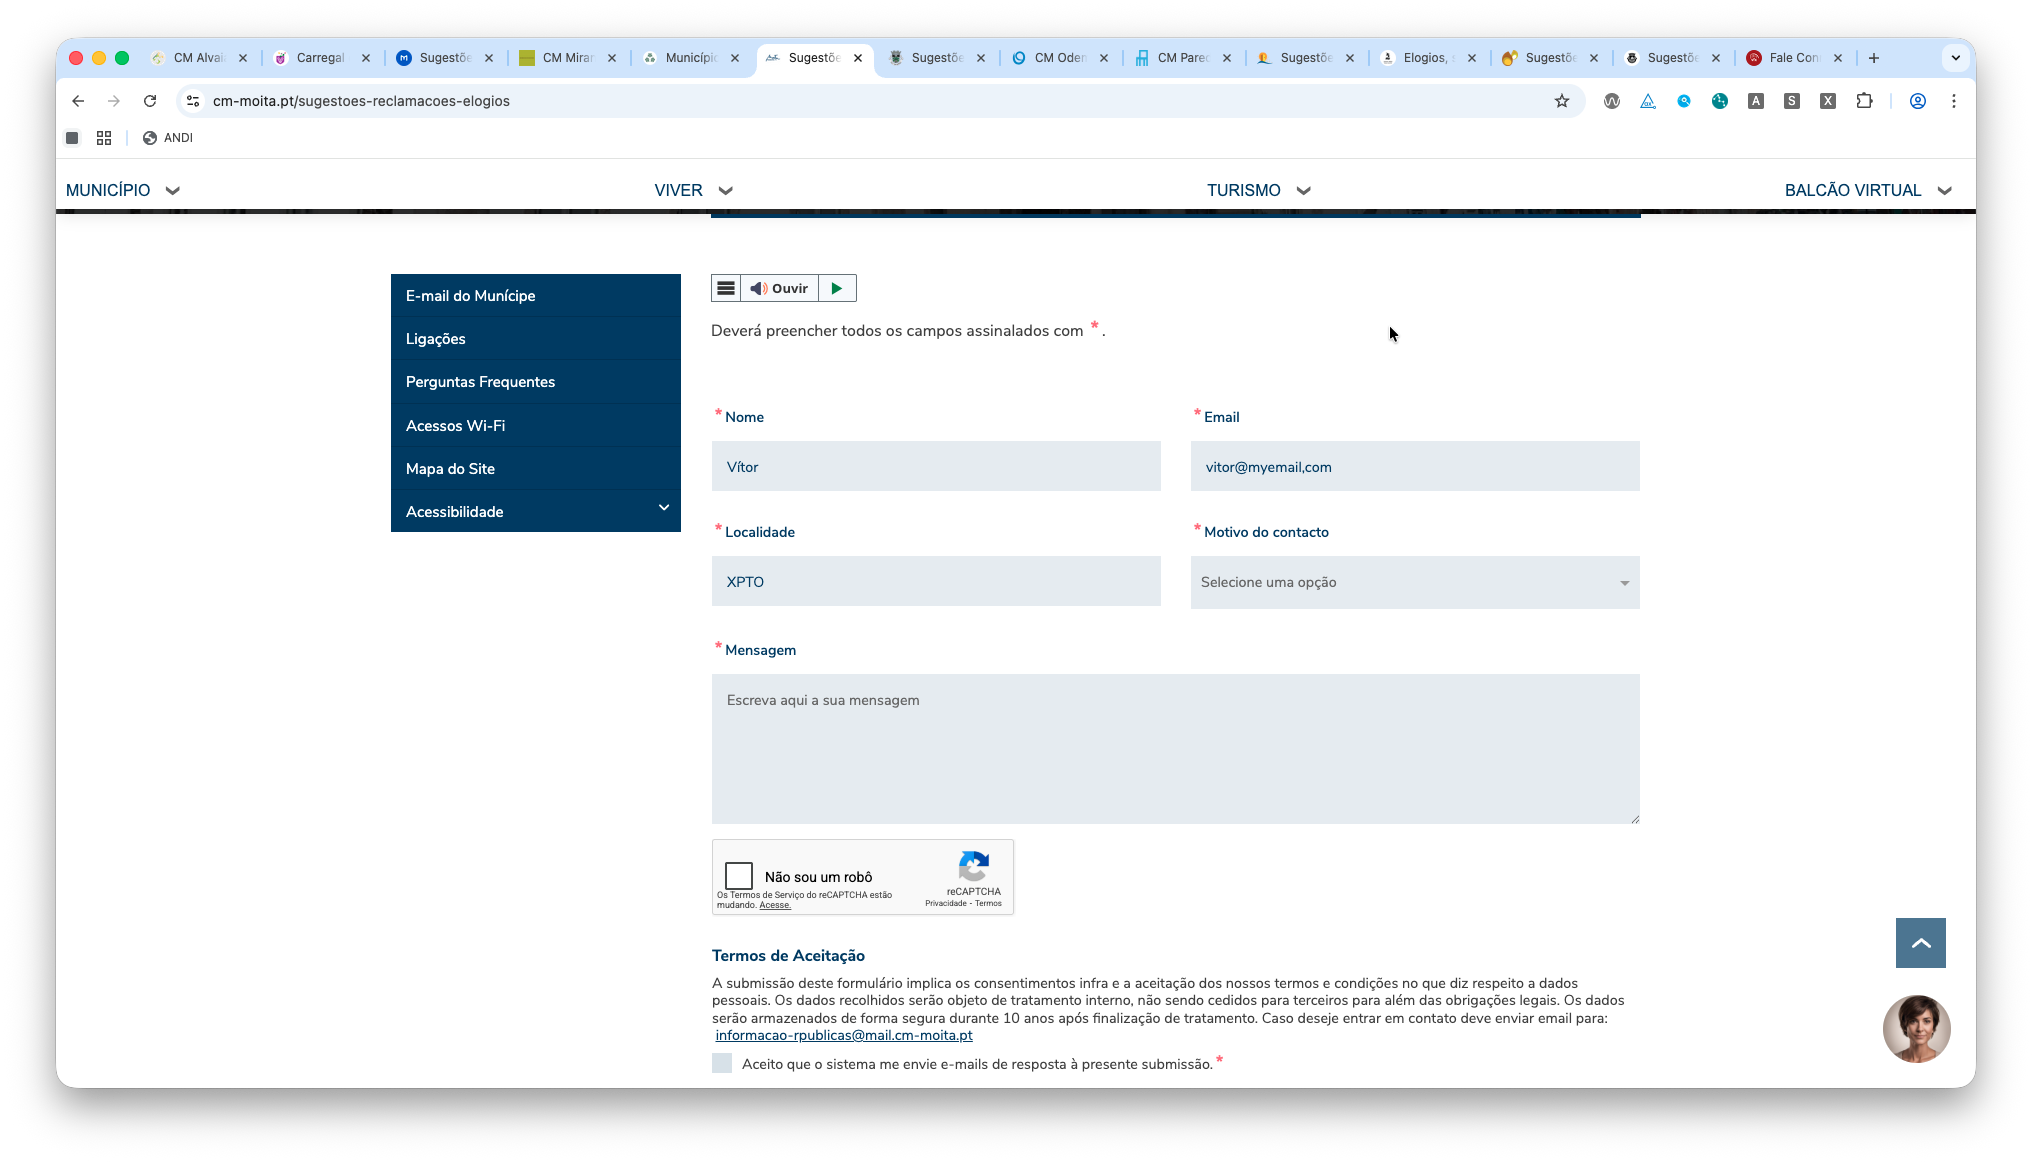 CM Alvai
Carregal
Sugestõe
CM Miran
Município
Sugestõe
Sugestõe
CM Odem
CM Pared
Sugestõe
Elogios, s
Sugestõe
Sugestõe
Fale Con
cm-moita.pt/sugestoes-reclamacoes-elogios
A S X
ANDI
MUNICÍPIO VIVER TURISMO BALCÃO VIRTUAL
E-mail do Munícipe
Ligações
Perguntas Frequentes
Acessos Wi-Fi
Mapa do Site
Acessibilidade
Ouvir
Deverá preencher todos os campos assinalados com *.
* Nome
* Email
Vítor
vitor@myemail,com
* Localidade
* Motivo do contacto
XPTO
Selecione uma opção
* Mensagem
Escreva aqui a sua mensagem
Não sou um robô
Os Termos de Serviço do reCAPTCHA estão
mudando. Acesse.
reCAPTCHA
Privacidade - Termos
Termos de Aceitação
A submissão deste formulário implica os consentimentos infra e a aceitação dos nossos termos e condições no que diz respeito a dados
pessoais. Os dados recolhidos serão objeto de tratamento interno, não sendo cedidos para terceiros para além das obrigações legais. Os dados
serão armazenados de forma segura durante 10 anos após finalização de tratamento. Caso deseje entrar em contato deve enviar email para:
informacao-rpublicas@mail.cm-moita.pt
Aceito que o sistema me envie e-mails de resposta à presente submissão. *